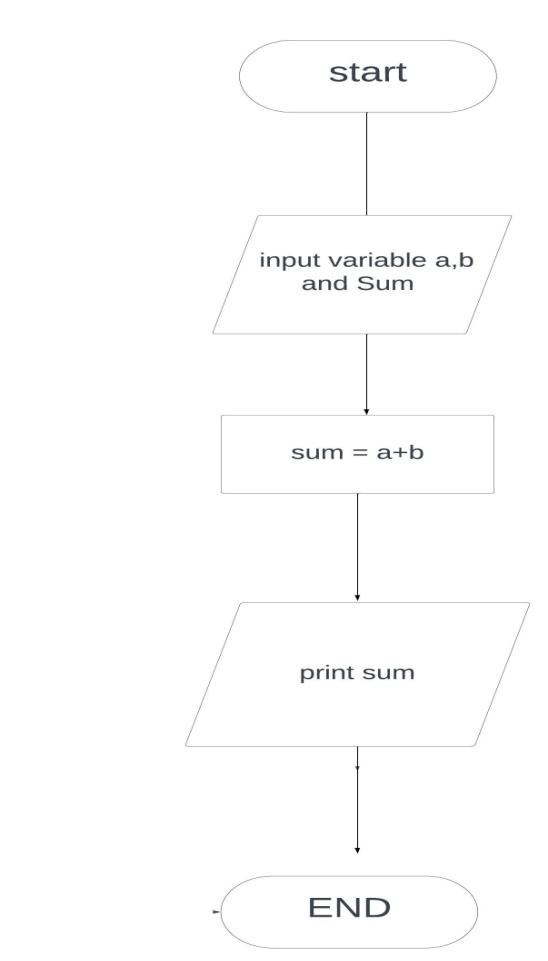 start
input variable a,b
and Sum
sum = a+b
print sum
END